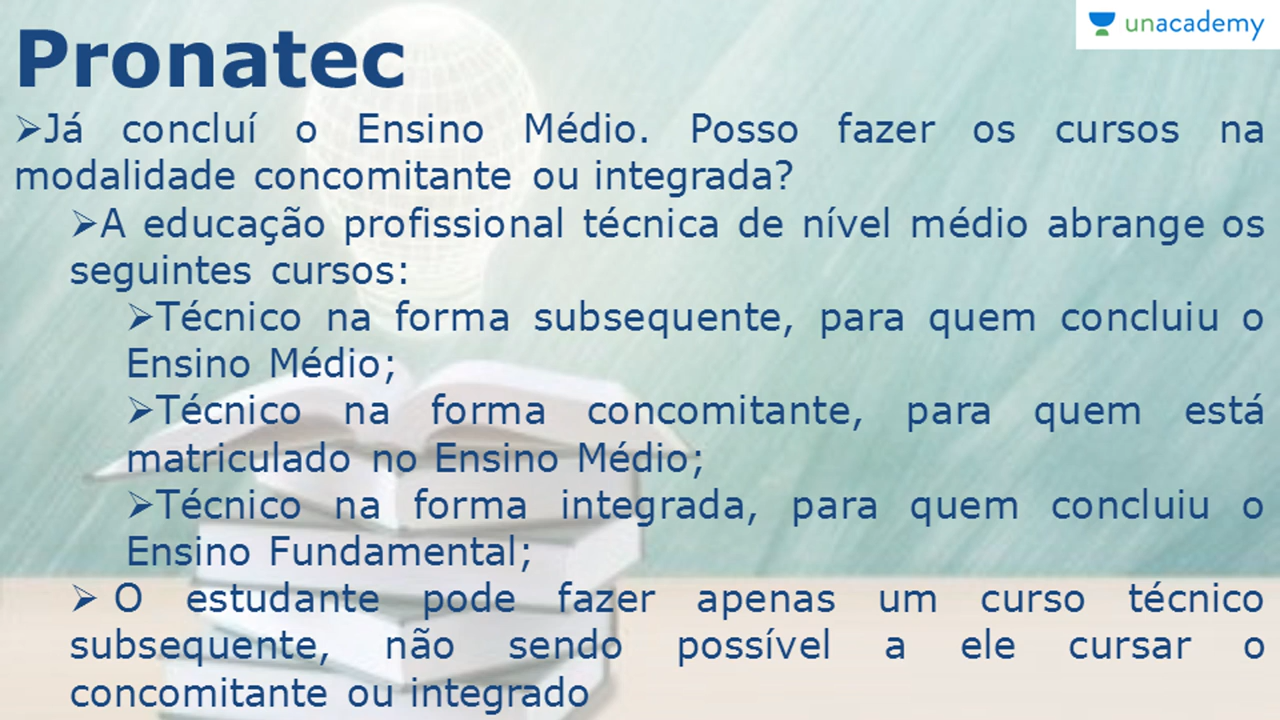 unacademy
Pronatec
➢Já concluí o Ensino Médio. Posso fazer os cursos na
modalidade concomitante ou integrada?
➢A educação profissional técnica de nível médio abrange os
seguintes cursos:
➢Técnico na forma subsequente, para quem concluiu o
Ensino Médio;
➢Técnico na forma concomitante, para quem está
matriculado no Ensino Médio;
➢Técnico na forma integrada, para quem concluiu o
Ensino Fundamental;
➢ O estudante pode fazer apenas um curso técnico
subsequente, não sendo possível a ele cursar o
concomitante ou integrado